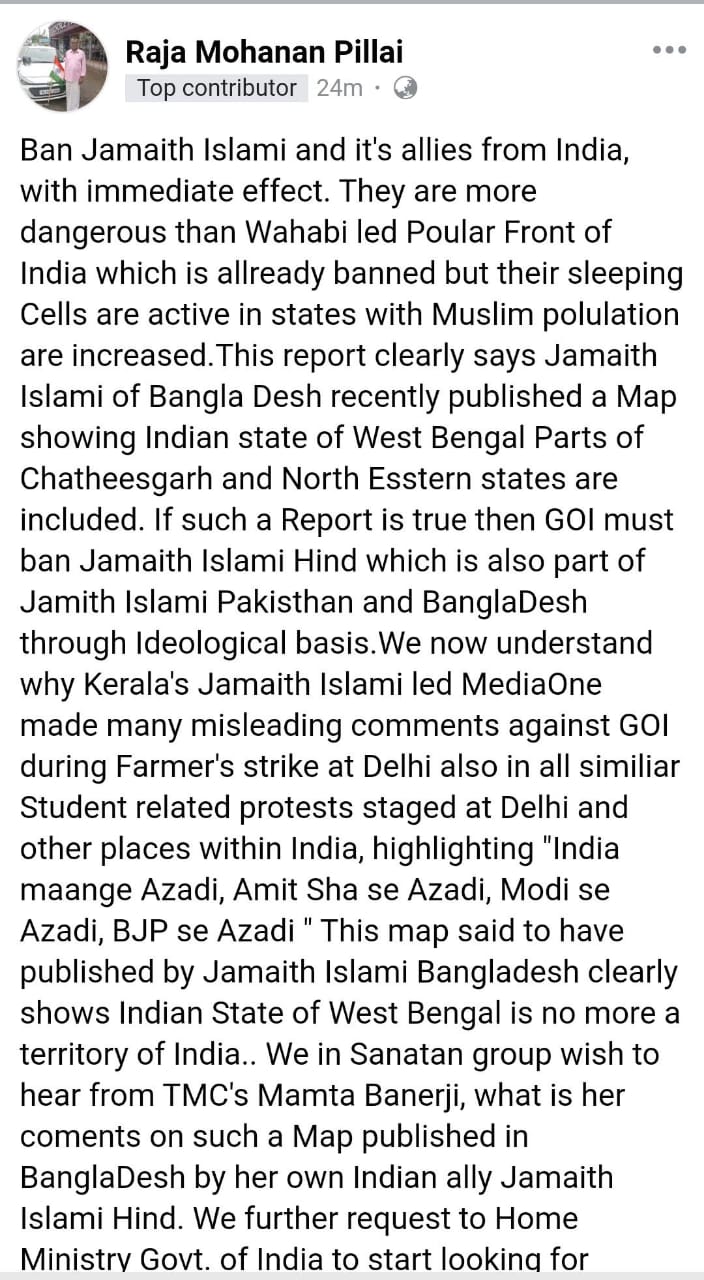 Raja Mohanan Pillai
Top contributor 24m ·
Ban Jamaith Islami and it's allies from India,
with immediate effect. They are more
dangerous than Wahabi led Poular Front of
India which is allready banned but their sleeping
Cells are active in states with Muslim polulation
are increased.This report clearly says Jamaith
Islami of Bangla Desh recently published a Map
showing Indian state of West Bengal Parts of
Chatheesgarh and North Esstern states are
included. If such a Report is true then GOI must
ban Jamaith Islami Hind which is also part of
Jamith Islami Pakisthan and BanglaDesh
through Ideological basis.We now understand
why Kerala's Jamaith Islami led MediaOne
made many misleading comments against GOI
during Farmer's strike at Delhi also in all similiar
Student related protests staged at Delhi and
other places within India, highlighting "India
maange Azadi, Amit Sha se Azadi, Modi se
Azadi, BJP se Azadi " This map said to have
published by Jamaith Islami Bangladesh clearly
shows Indian State of West Bengal is no more a
territory of India.. We in Sanatan group wish to
hear from TMC's Mamta Banerji, what is her
coments on such a Map published in
BanglaDesh by her own Indian ally Jamaith
Islami Hind. We further request to Home
Ministry Govt. of India to start looking for